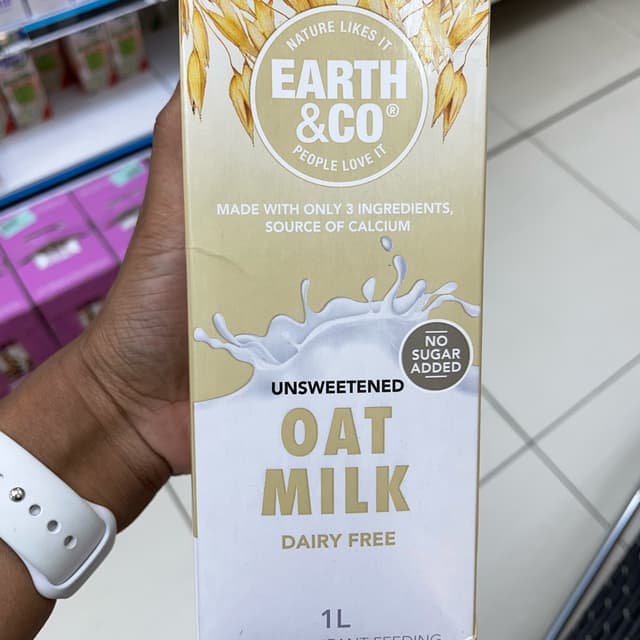 NATURE LIKES IT
EARTH
&CO®
PEOPLE LOVE IT
MADE WITH ONLY 3 INGREDIENTS,
SOURCE OF CALCIUM
NO
SUGAR
ADDED
UNSWEETENED
OAT
MILK
DAIRY FREE
1L
FEEDING